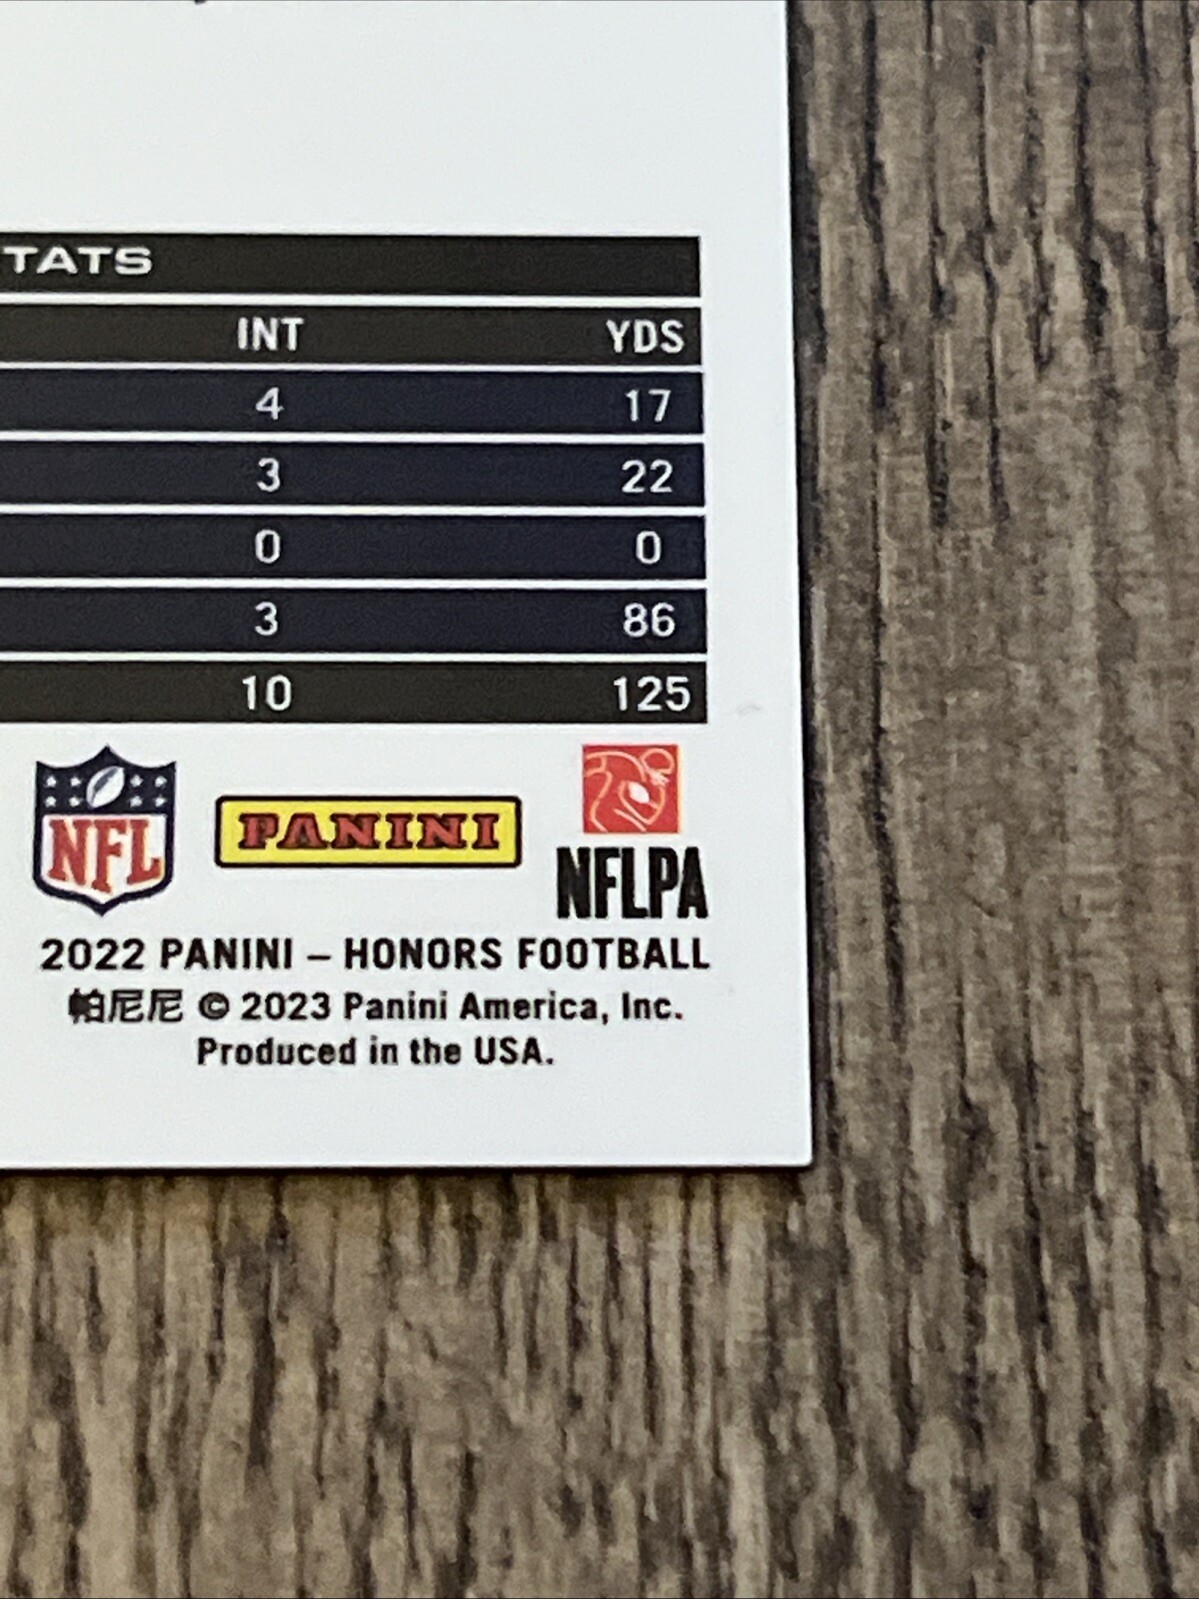 TATS
INT YDS
4 17
3 22
0 0
3 86
10 125
NFL PANINI NFLPA
2022 PANINI – HONORS FOOTBALL
帕尼尼 © 2023 Panini America, Inc.
Produced in the USA.